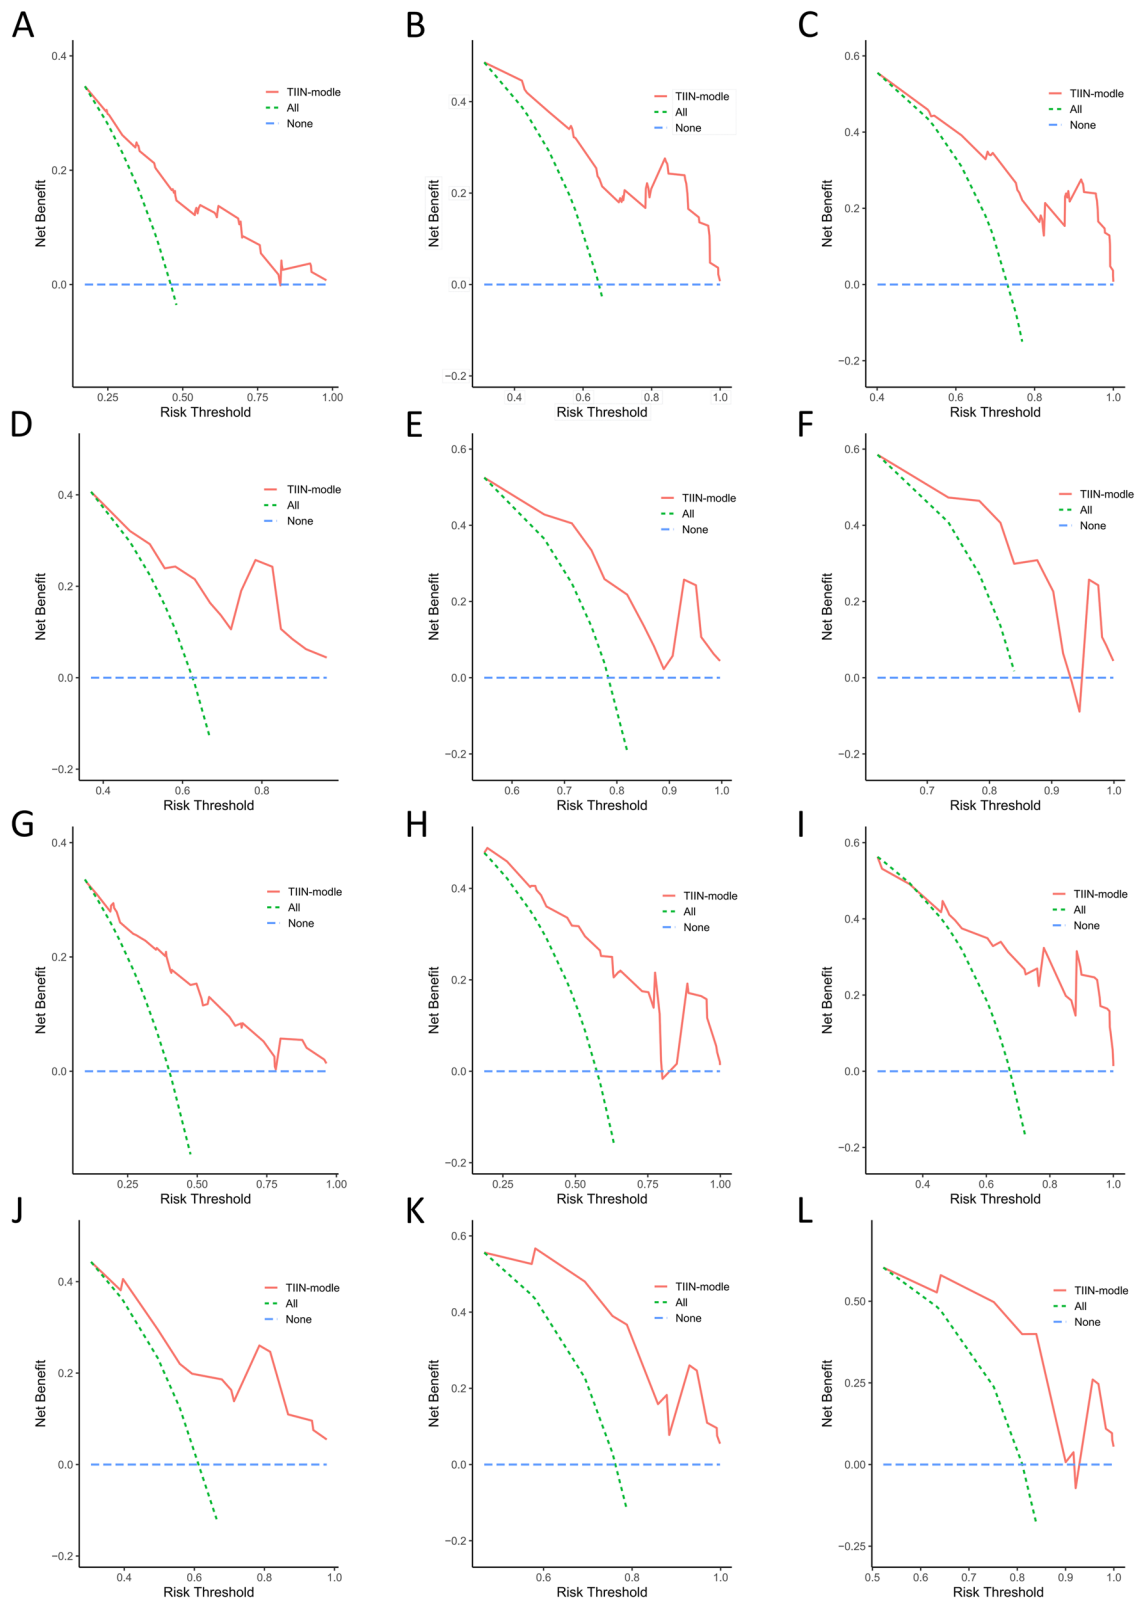 A
0.4
0.2
0.0
Net Benefit
TIIN-modle
All
None
0.25 0.50 0.75 1.00
Risk Threshold
B
0.4
0.2
0.0
−0.2
Net Benefit
TIIN-modle
All
None
0.4 0.6 0.8 1.0
Risk Threshold
C
0.6
0.4
0.2
0.0
−0.2
Net Benefit
TIIN-modle
All
None
0.4 0.5 0.6 0.7 0.8 0.9 1.0
Risk Threshold
D
0.4
0.2
0.0
−0.2
Net Benefit
TIIN-modle
All
None
0.4 0.6 0.8
Risk Threshold
E
0.6
0.4
0.2
0.0
−0.2
Net Benefit
TIIN-modle
All
None
0.5 0.6 0.7 0.8 0.9 1.0
Risk Threshold
F
0.6
0.4
0.2
0.0
−0.2
Net Benefit
TIIN-modle
All
None
0.7 0.8 0.9 1.0
Risk Threshold
G
0.4
0.2
0.0
Net Benefit
TIIN-modle
All
None
0.25 0.50 0.75 1.00
Risk Threshold
H
0.4
0.2
0.0
−0.2
Net Benefit
TIIN-modle
All
None
0.25 0.50 0.75 1.00
Risk Threshold
I
0.6
0.4
0.2
0.0
−0.2
Net Benefit
TIIN-modle
All
None
0.4 0.6 0.8 1.0
Risk Threshold
J
0.4
0.2
0.0
−0.2
Net Benefit
TIIN-modle
All
None
0.4 0.6 0.8 1.0
Risk Threshold
K
0.6
0.4
0.2
0.0
−0.2
Net Benefit
TIIN-modle
All
None
0.6 0.8 1.0
Risk Threshold
L
0.50
0.25
0.00
−0.25
Net Benefit
TIIN-modle
All
None
0.5 0.6 0.7 0.8 0.9 1.0
Risk Threshold